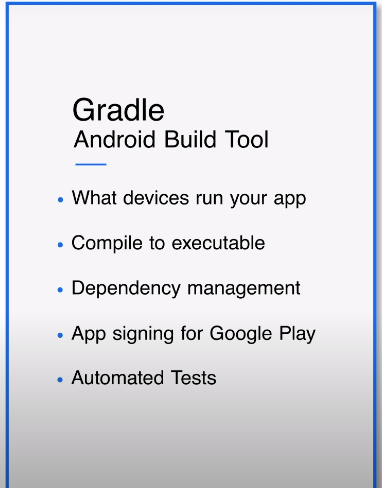 Gradle
Android Build Tool
What devices run your app
Compile to executable
Dependency management
App signing for Google Play
Automated Tests